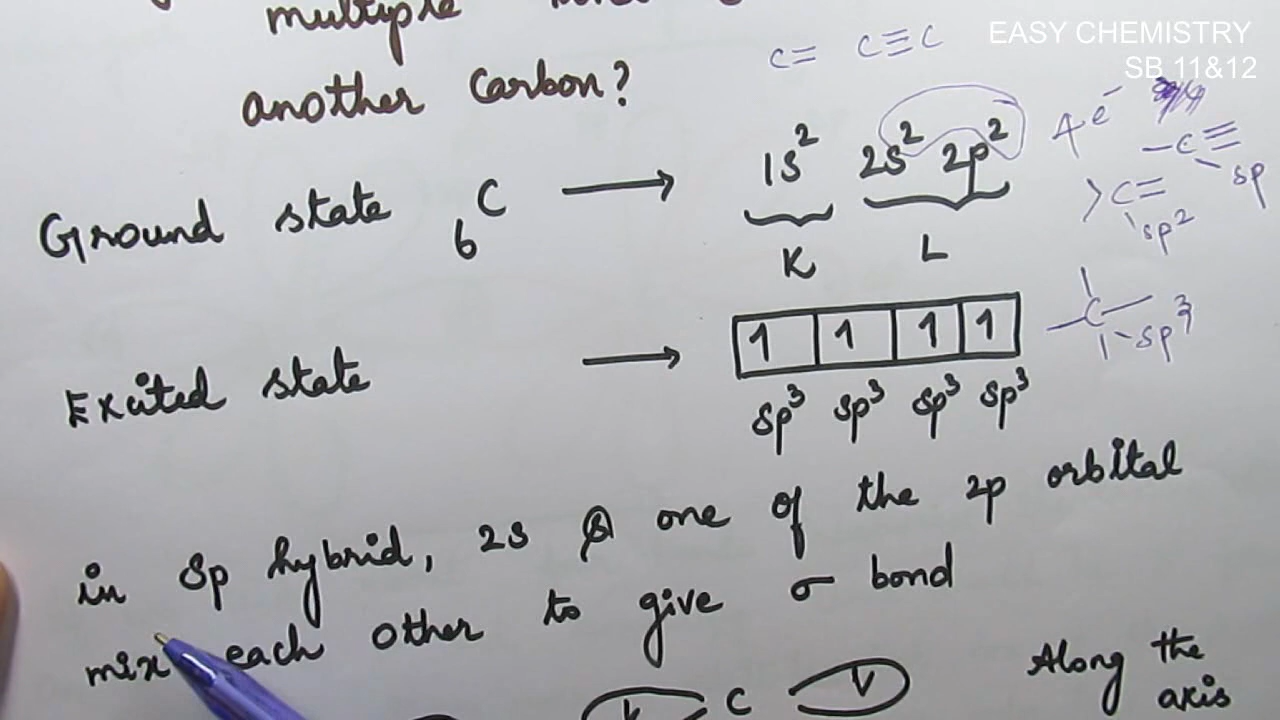 EASY CHEMISTRY
SB 11&12
multiple
another carbon?
C= C≡C
Ground state ₆C → 1s² 2s² 2p² 4e⁻
K L
-C≡ sp
>C= sp²
C sp³
Exited state → 1 1 1 1
sp³ sp³ sp³ sp³
in sp hybrid, 2s & one of the 2p orbital
mix each other to give σ bond
C
Along the
axis